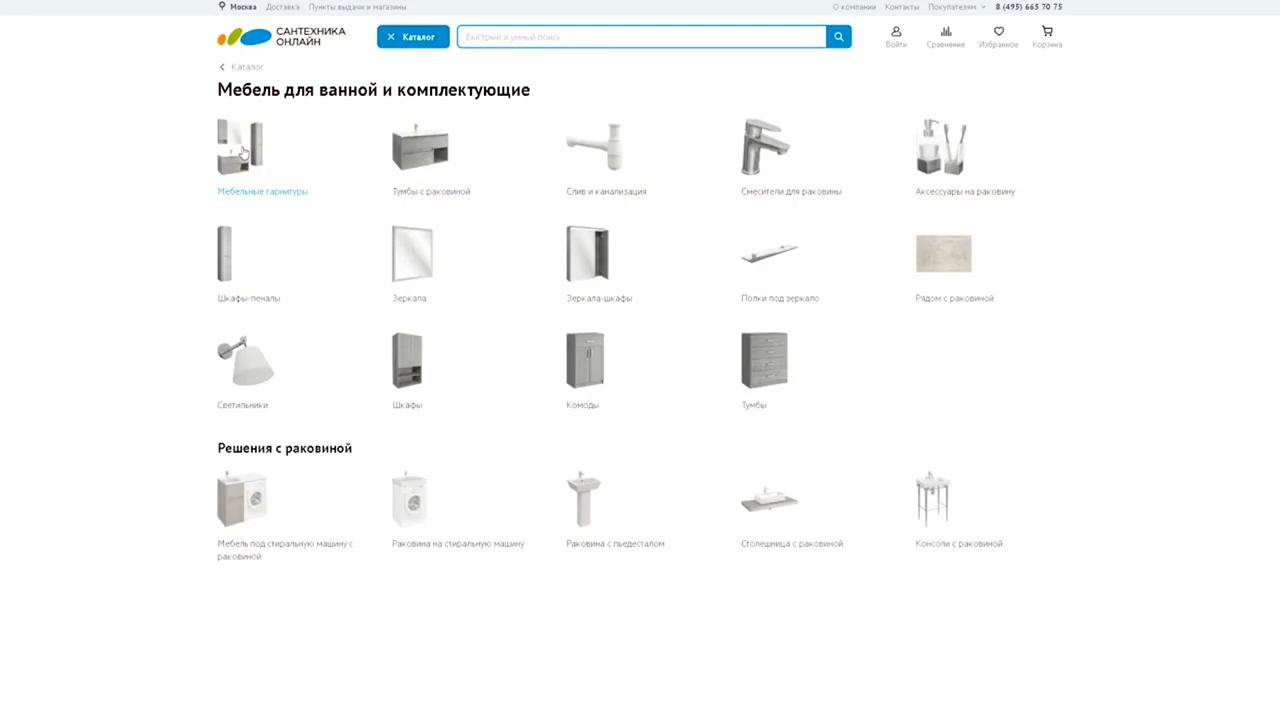 Москва Доставка Пункты выдачи и магазины О компании Контакты Покупателям 8 (495) 665 70 75
САНТЕХНИКА
ОНЛАЙН
Каталог
Быстрый и умный поиск
Войти Сравнение Избранное Корзина
Каталог
Мебель для ванной и комплектующие
Мебельные гарнитуры Тумбы с раковиной Слив и канализация Смесители для раковины Аксессуары на раковину
Шкафы-пеналы Зеркала Зеркала-шкафы Полки под зеркало Рядом с раковиной
Светильники Шкафы Комоды Тумбы
Решения с раковиной
Мебель под стиральную машину с раковиной Раковина на стиральную машину Раковина с пьедесталом Столешница с раковиной Консоли с раковиной